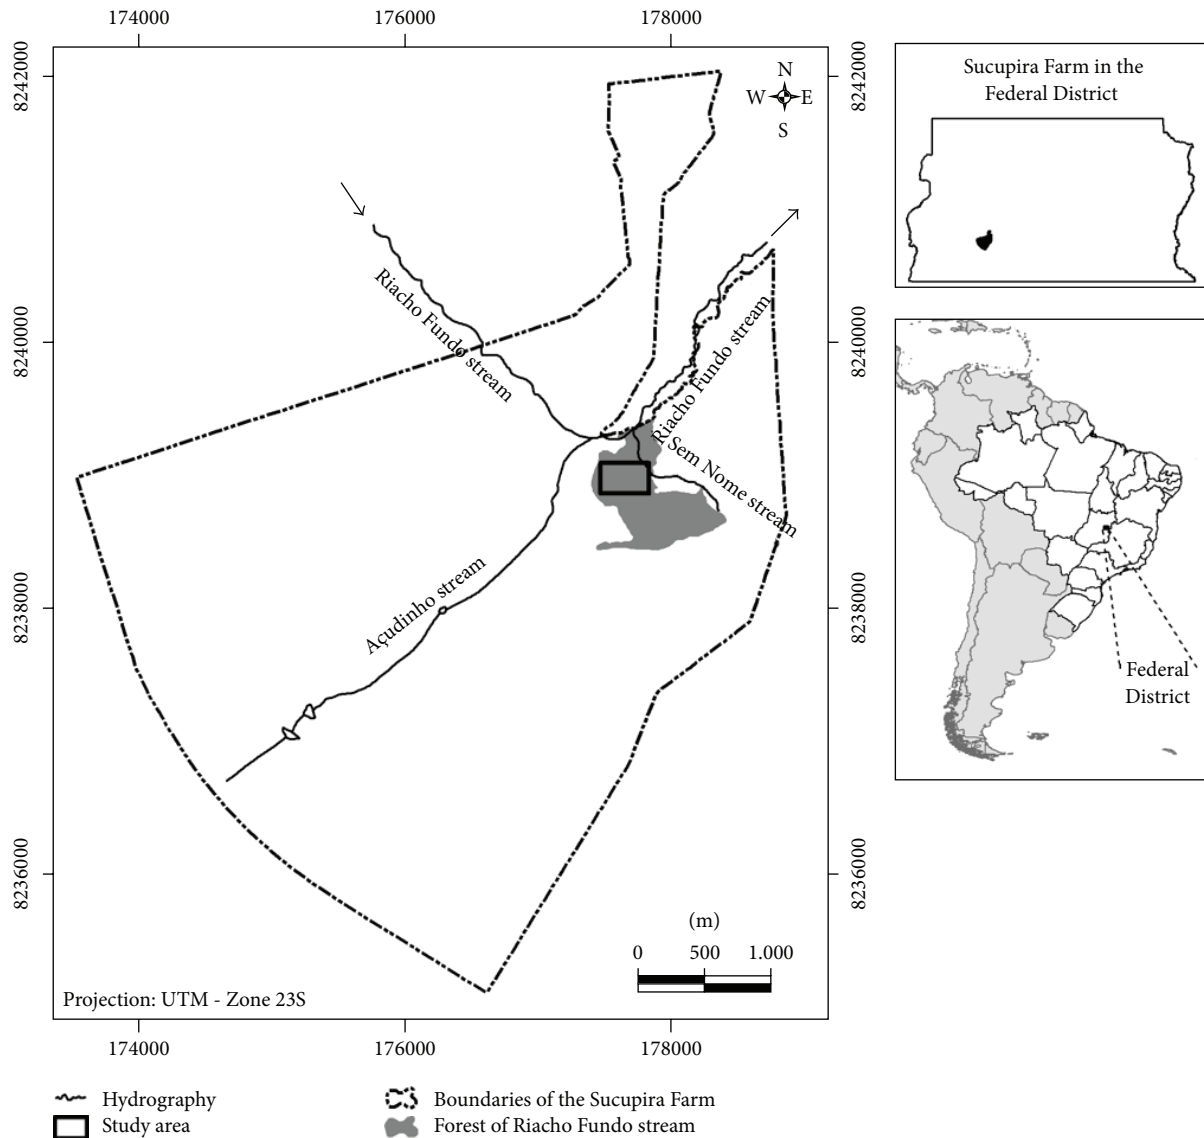 174000
176000
178000
8242000
8242000
N
W
E
S
Sucupira Farm in the
Federal District
Riacho Fundo stream
Riacho Fundo stream
8240000
8240000
Sem Nome stream
Açudinho stream
8238000
8238000
Federal
District
8236000
8236000
(m)
0 500 1.000
Projection: UTM - Zone 23S
174000
176000
178000
Hydrography
Boundaries of the Sucupira Farm
Study area
Forest of Riacho Fundo stream